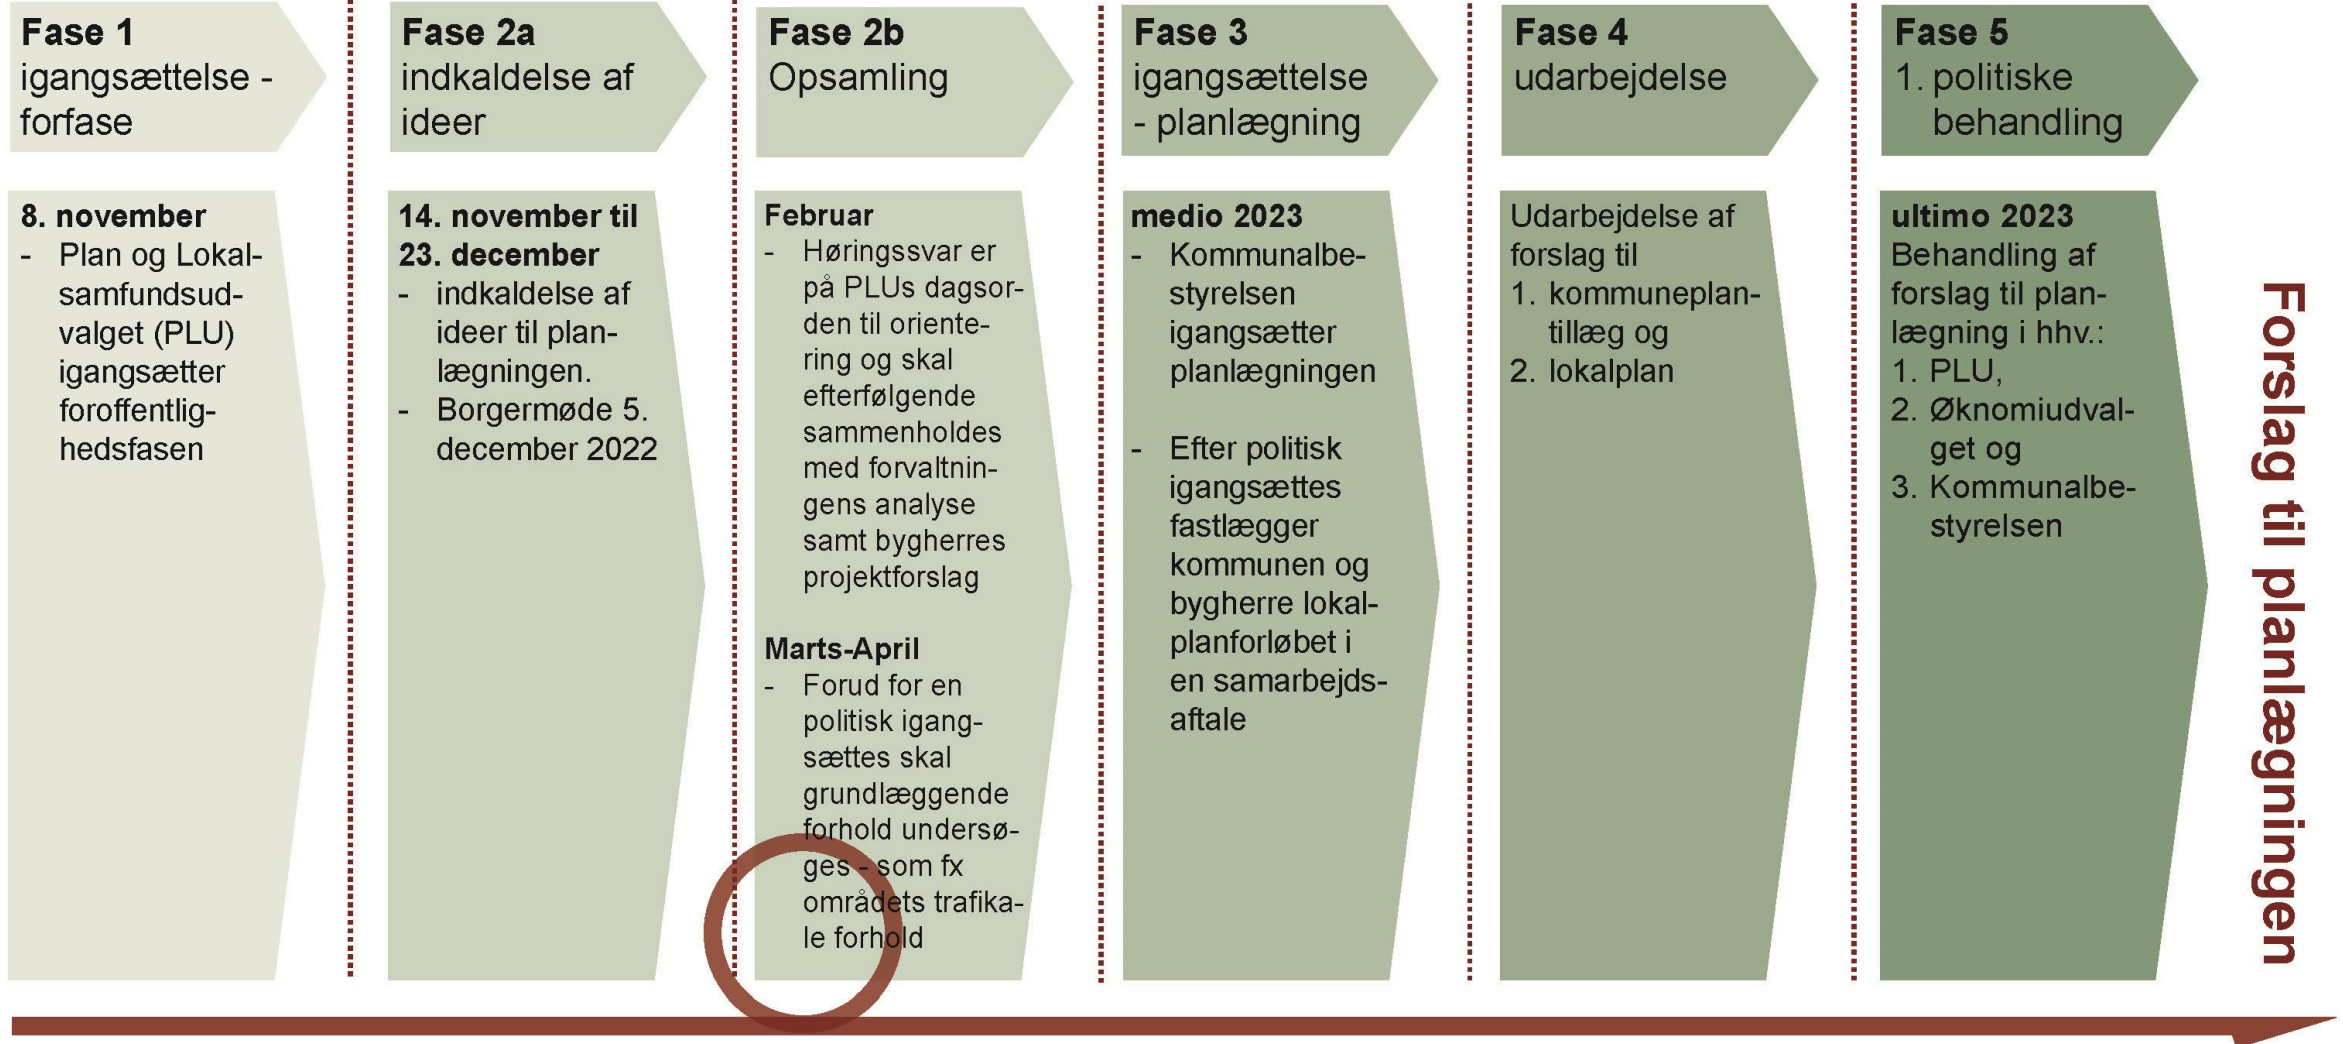 Fase 1
igangsættelse -
forfase
Fase 2a
indkaldelse af
ideer
Fase 2b
Opsamling
Fase 3
igangsættelse
- planlægning
Fase 4
udarbejdelse
Fase 5
1. politiske
behandling
8. november
- Plan og Lokal-
samfundsud-
valget (PLU)
igangsætter
foroffentlig-
hedsfasen
14. november til
23. december
- indkaldelse af
ideer til plan-
lægningen.
- Borgermøde 5.
december 2022
Februar
- Høringssvar er
på PLUs dagsor-
den til oriente-
ring og skal
efterfølgende
sammenholdes
med forvaltnin-
gens analyse
samt bygherres
projektforslag
Marts-April
- Forud for en
politisk igang-
sættes skal
grundlæggende
forhold undersø-
ges - som fx
områdets trafika-
le forhold
medio 2023
- Kommunalbe-
styrelsen
igangsætter
planlægningen
- Efter politisk
igangsættes
fastlægger
kommunen og
bygherre lokal-
planforløbet i
en samarbejds-
aftale
Udarbejdelse af
forslag til
1. kommuneplan-
tillæg og
2. lokalplan
ultimo 2023
Behandling af
forslag til plan-
lægning i hhv.:
1. PLU,
2. Øknomiudval-
get og
3. Kommunalbe-
styrelsen
Forslag til planlægningen